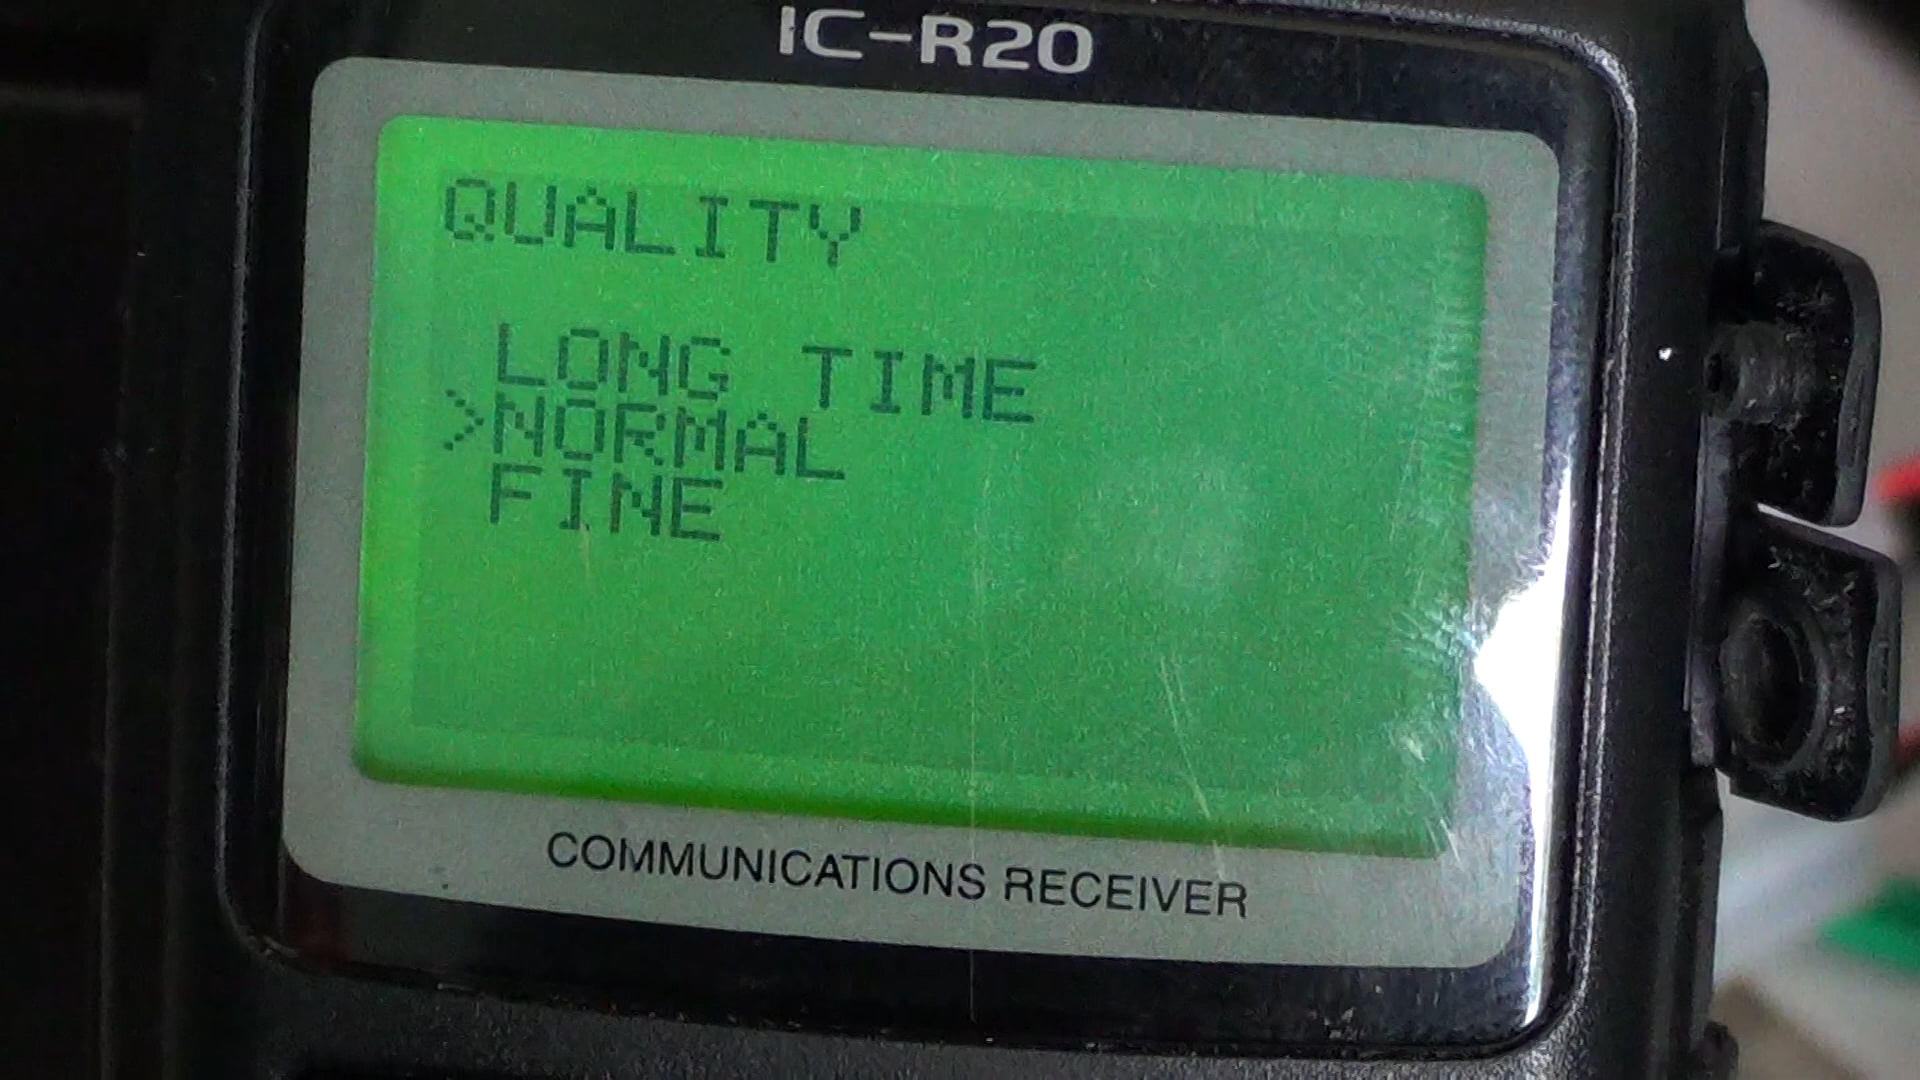 IC-R20
QUALITY
LONG TIME
>NORMAL
FINE
COMMUNICATIONS RECEIVER